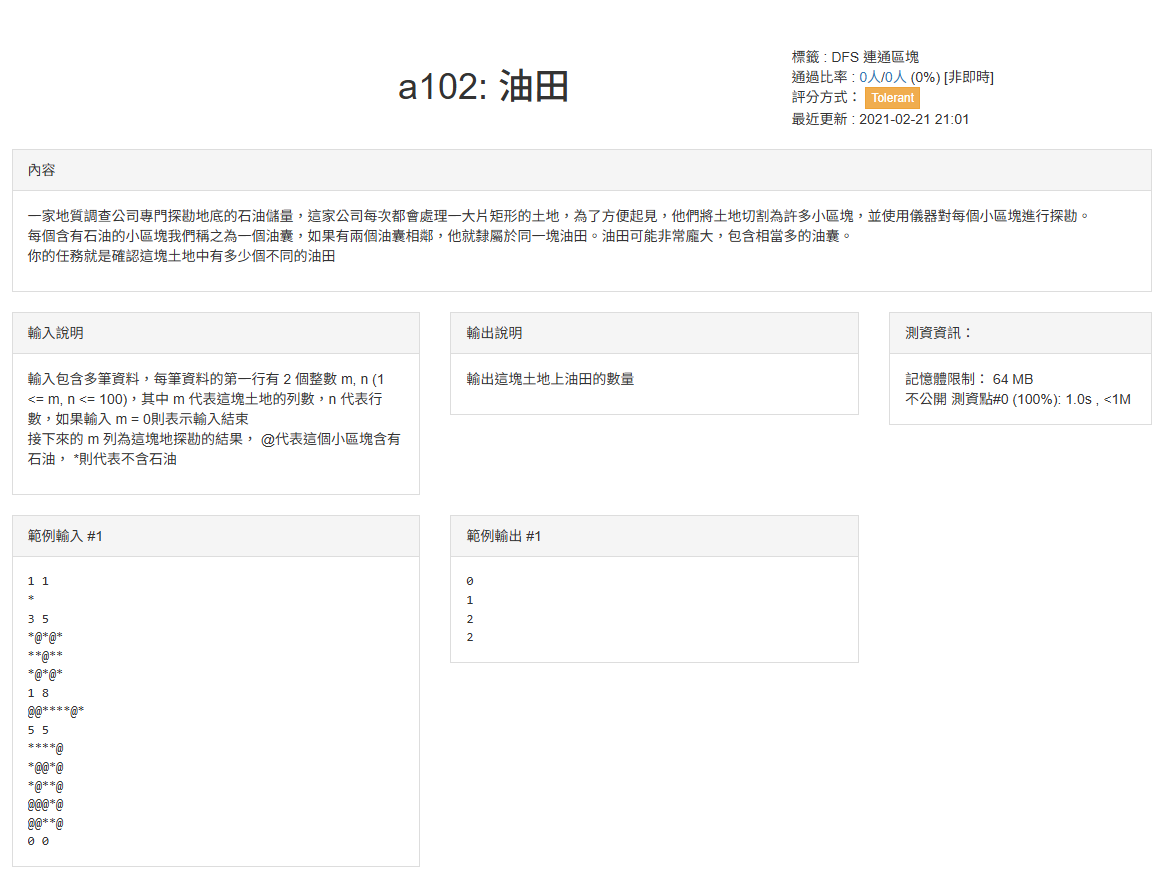 a102: 油田
標籤 : DFS 連通區塊
通過比率 : 0人/0人 (0%) [非即時]
評分方式： Tolerant
最近更新 : 2021-02-21 21:01
內容
一家地質調查公司專門探勘地底的石油儲量，這家公司每次都會處理一大片矩形的土地，為了方便起見，他們將土地切割為許多小區塊，並使用儀器對每個小區塊進行探勘。
每個含有石油的小區塊我們稱之為一個油囊，如果有兩個油囊相鄰，他就隸屬於同一塊油田。油田可能非常龐大，包含相當多的油囊。
你的任務就是確認這塊土地中有多少個不同的油田
輸入說明
輸入包含多筆資料，每筆資料的第一行有 2 個整數 m, n (1
<= m, n <= 100)，其中 m 代表這塊土地的列數，n 代表行
數，如果輸入 m = 0則表示輸入結束
接下來的 m 列為這塊地探勘的結果， @代表這個小區塊含有
石油， *則代表不含石油
輸出說明
輸出這塊土地上油田的數量
測資資訊：
記憶體限制： 64 MB
不公開 測資點#0 (100%): 1.0s , <1M
範例輸入 #1
1 1
*
3 5
*@*@*
**@**
*@*@*
1 8
@@****@*
5 5
****@
*@@*@
*@**@
@@@*@
@@**@
0 0
範例輸出 #1
0
1
2
2